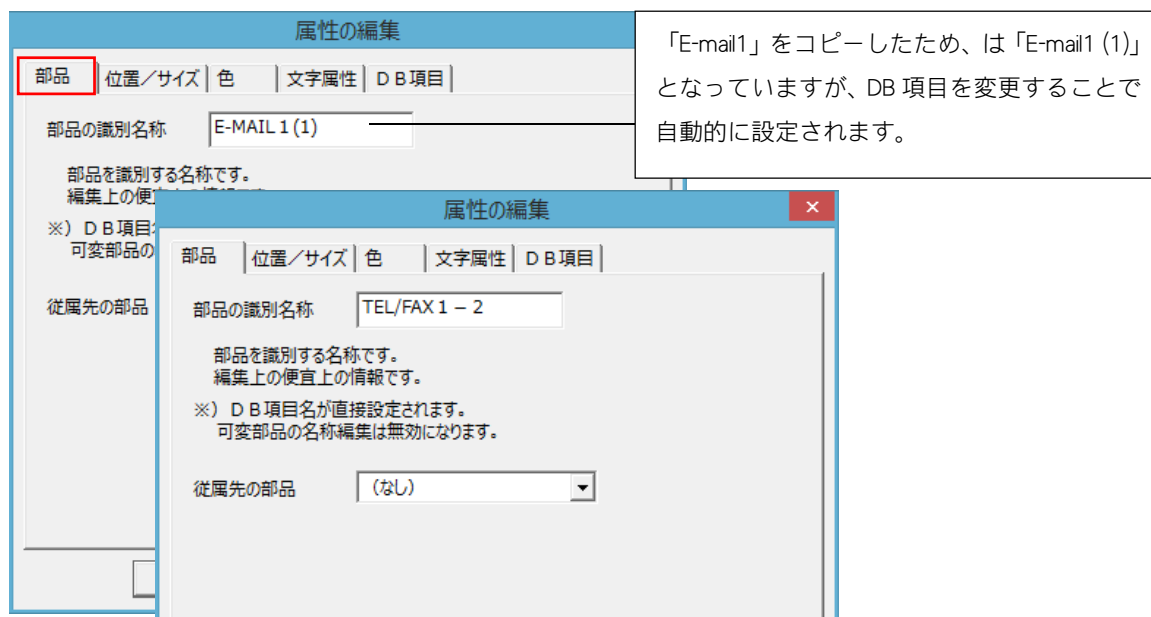 属性の編集
部品 位置／サイズ 色 文字属性 ＤＢ項目
部品の識別名称 E-MAIL１(1)
部品を識別する名称です。
編集上の便
※）ＤＢ項目
可変部品の
従属先の部品
「E-mail1」をコピーしたため、は「E-mail1 (1)」
となっていますが、DB 項目を変更することで
自動的に設定されます。
属性の編集
部品 位置／サイズ 色 文字属性 ＤＢ項目
部品の識別名称 TEL/FAX１－２
部品を識別する名称です。
編集上の便宜上の情報です。
※）ＤＢ項目名が直接設定されます。
可変部品の名称編集は無効になります。
従属先の部品 （なし）